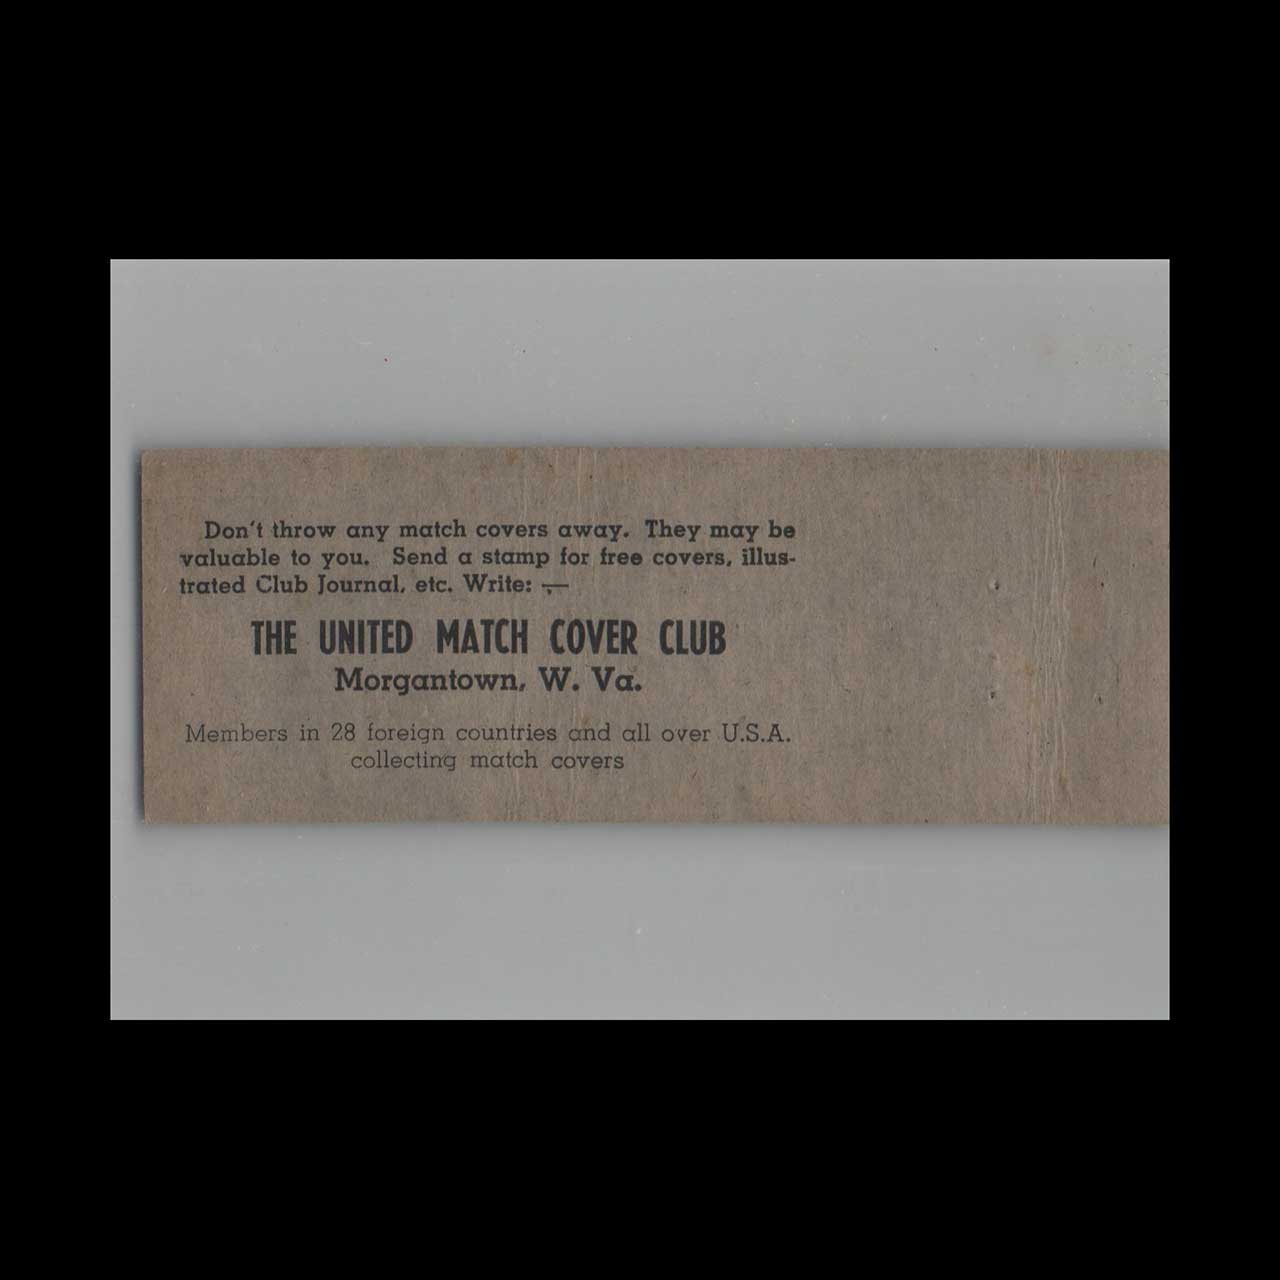 Don't throw any match covers away. They may be
valuable to you. Send a stamp for free covers, illus-
trated Club Journal, etc. Write: —
THE UNITED MATCH COVER CLUB
Morgantown, W. Va.
Members in 28 foreign countries and all over U.S.A.
collecting match covers